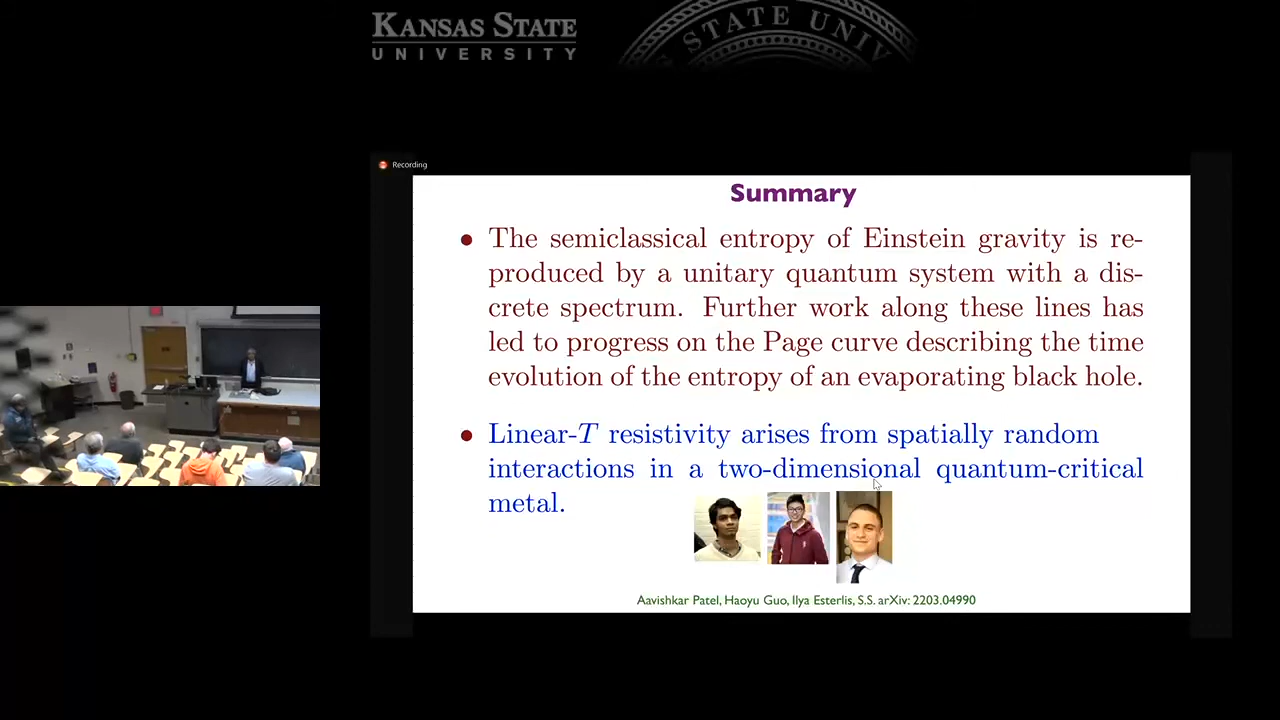 KANSAS STATE
UNIVERSITY
STATE UNIV
Recording
Summary
• The semiclassical entropy of Einstein gravity is re-
produced by a unitary quantum system with a dis-
crete spectrum. Further work along these lines has
led to progress on the Page curve describing the time
evolution of the entropy of an evaporating black hole.
• Linear-T resistivity arises from spatially random
interactions in a two-dimensional quantum-critical
metal.
Aavishkar Patel, Haoyu Guo, Ilya Esterlis, S.S. arXiv: 2203.04990